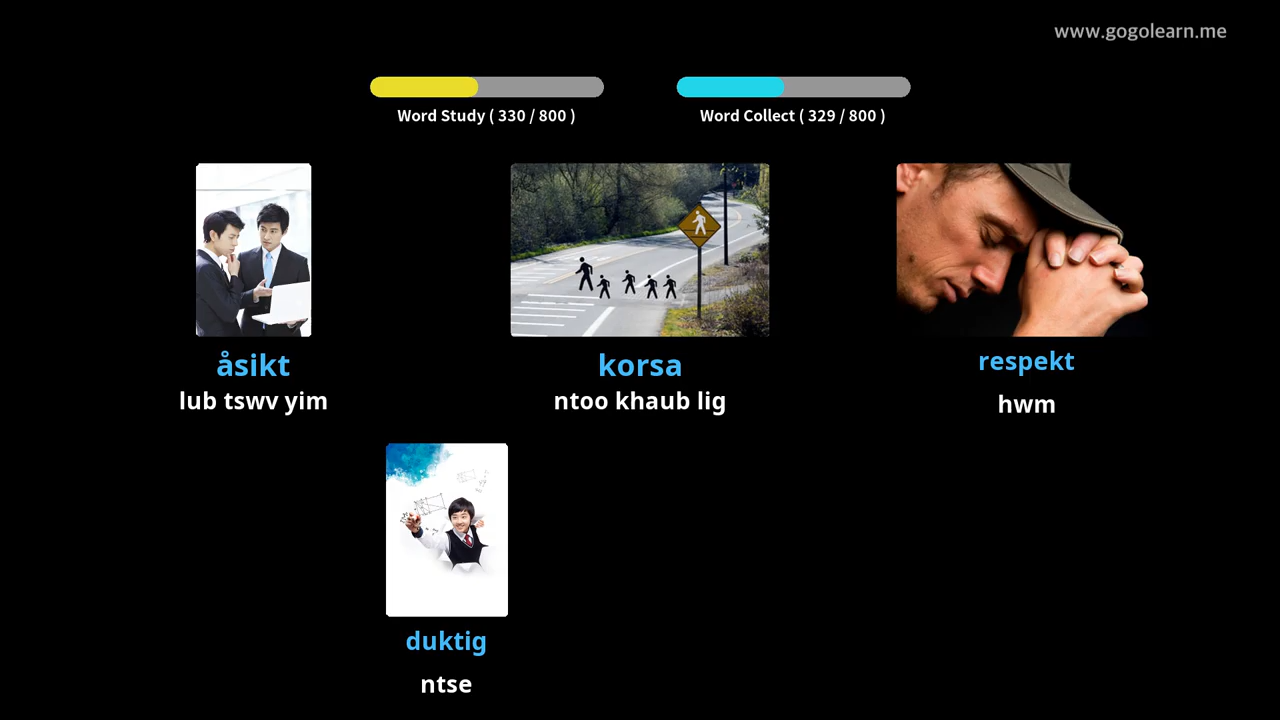 www.gogolearn.me
Word Study ( 330 / 800 )
Word Collect ( 329 / 800 )
åsikt
lub tswv yim
korsa
ntoo khaub lig
respekt
hwm
duktig
ntse